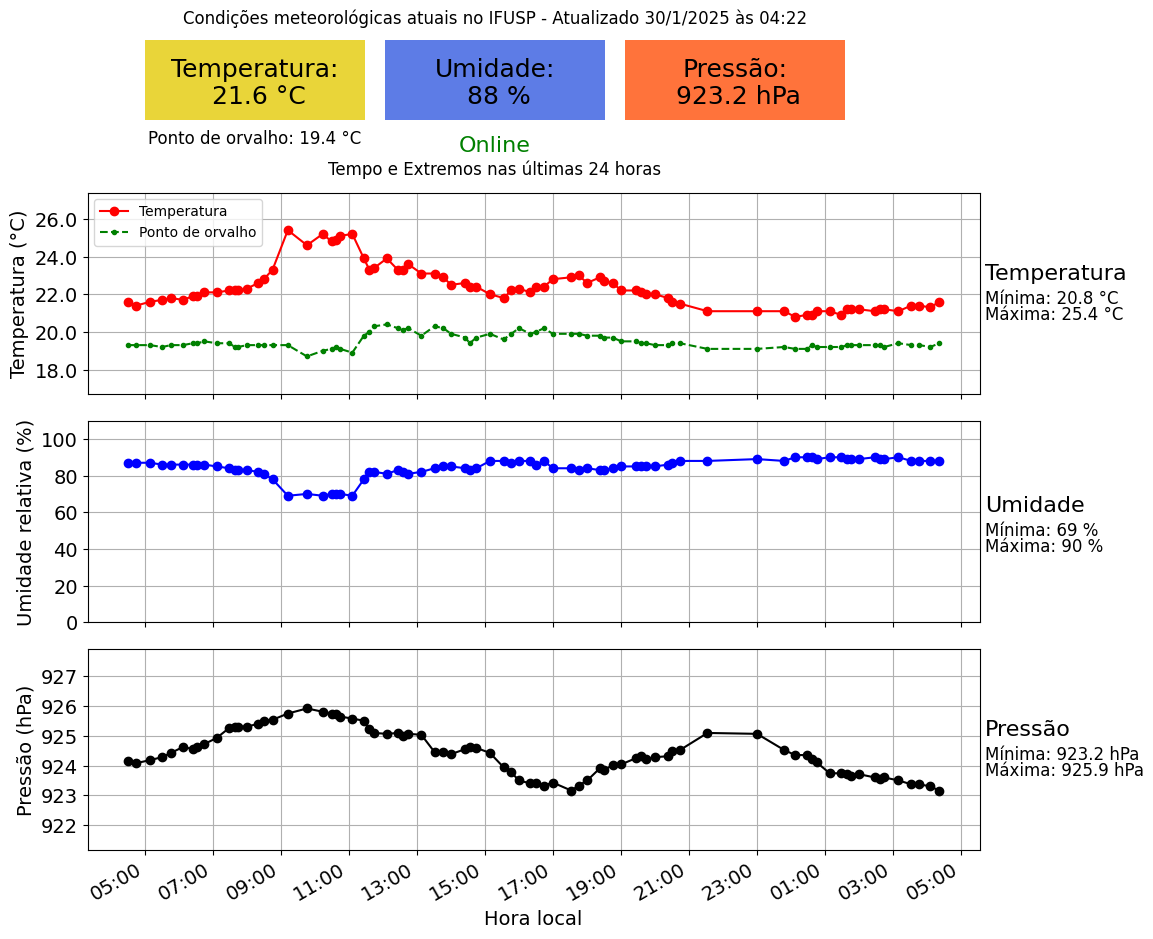 Condições meteorológicas atuais no IFUSP - Atualizado 30/1/2025 às 04:22
Temperatura:
21.6 °C
Umidade:
88 %
Pressão:
923.2 hPa
Ponto de orvalho: 19.4 °C
Online
Tempo e Extremos nas últimas 24 horas
Temperatura (°C)
26.0
24.0
22.0
20.0
18.0
Temperatura
Ponto de orvalho
Temperatura
Mínima: 20.8 °C
Máxima: 25.4 °C
Umidade relativa (%)
100
80
60
40
20
0
Umidade
Mínima: 69 %
Máxima: 90 %
Pressão (hPa)
927
926
925
924
923
922
Pressão
Mínima: 923.2 hPa
Máxima: 925.9 hPa
05:00 07:00 09:00 11:00 13:00 15:00 17:00 19:00 21:00 23:00 01:00 03:00 05:00
Hora local